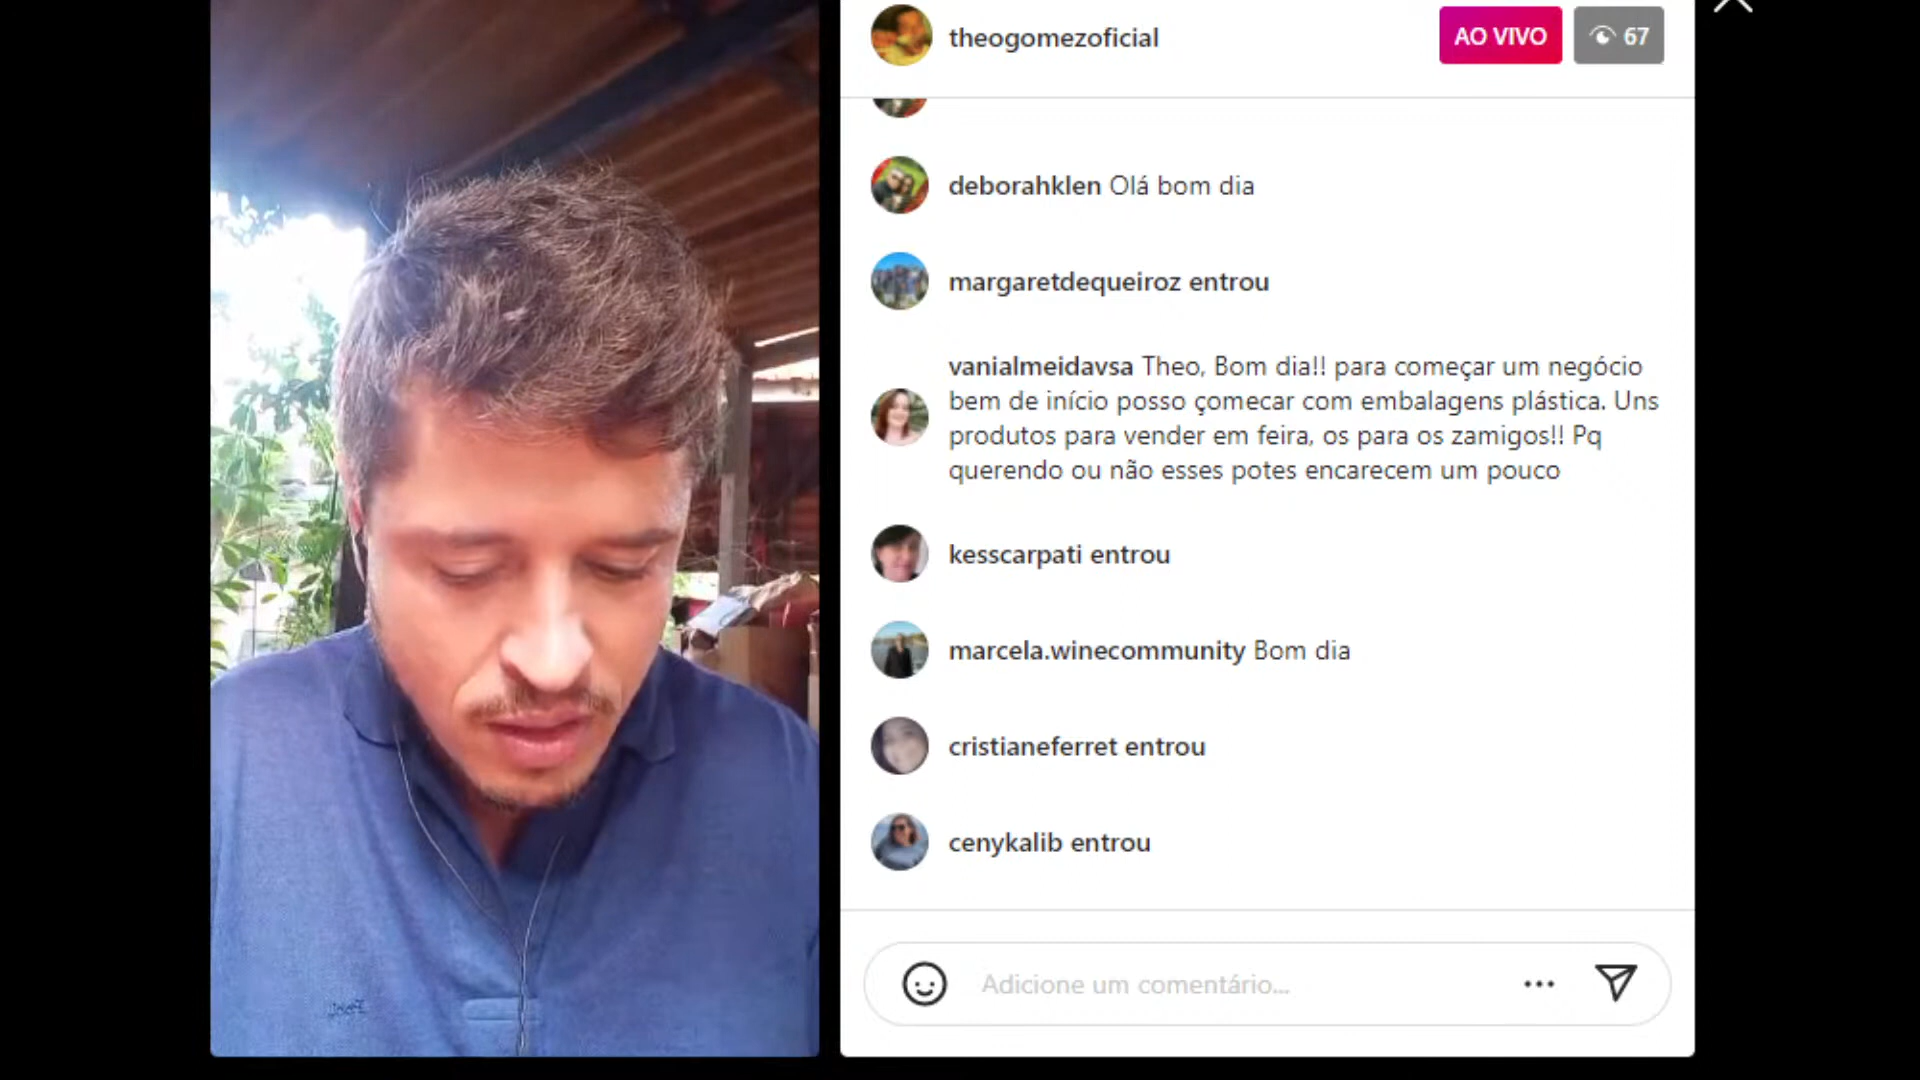 theogomezoficial
AO VIVO
67
deborahklen Olá bom dia
margaretdequeiroz entrou
vanialmeidavsa Theo, Bom dia!! para começar um negócio
bem de início posso çomecar com embalagens plástica. Uns
produtos para vender em feira, os para os zamigos!! Pq
querendo ou não esses potes encarecem um pouco
kesscarpati entrou
marcela.winecommunity Bom dia
cristianeferret entrou
cenykalib entrou
Adicione um comentário...